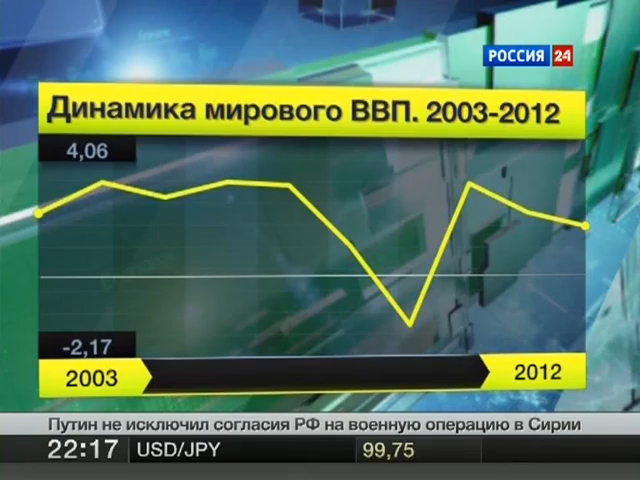 РОССИЯ 24
Динамика мирового ВВП. 2003-2012
4,06
-2,17
2003
2012
Путин не исключил согласия РФ на военную операцию в Сирии
22:17 USD/JPY 99,75